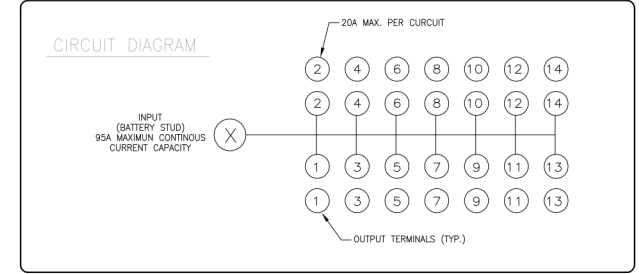 20A MAX. PER CURCUIT
CIRCUIT DIAGRAM
2 4 6 8 10 12 14
2 4 6 8 10 12 14
INPUT
(BATTERY STUD)
95A MAXIMUN CONTINOUS
CURRENT CAPACITY
X
1 3 5 7 9 11 13
1 3 5 7 9 11 13
OUTPUT TERMINALS (TYP.)